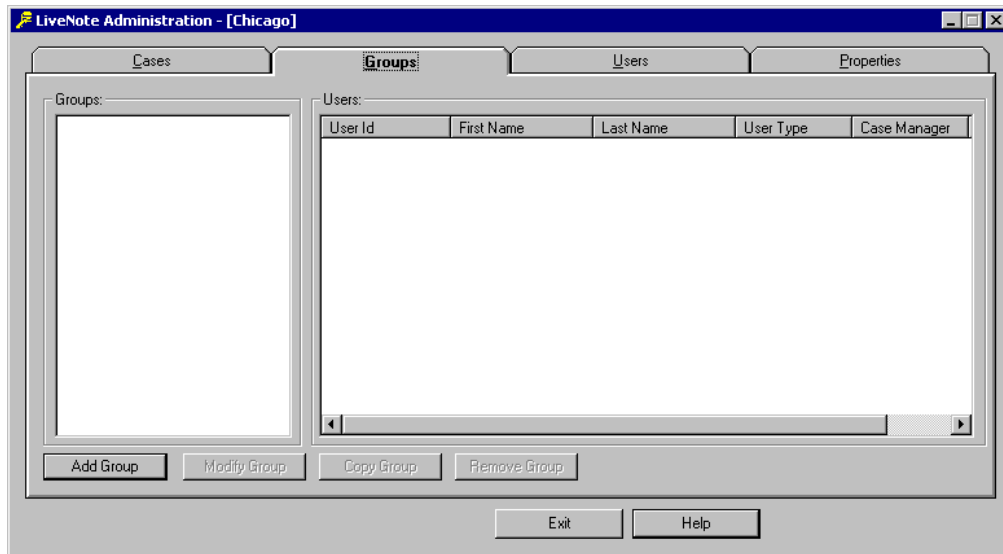 LiveNote Administration - [Chicago]
Cases Groups Users Properties
Groups: Users:
User Id First Name Last Name User Type Case Manager
Add Group Modify Group Copy Group Remove Group
Exit Help